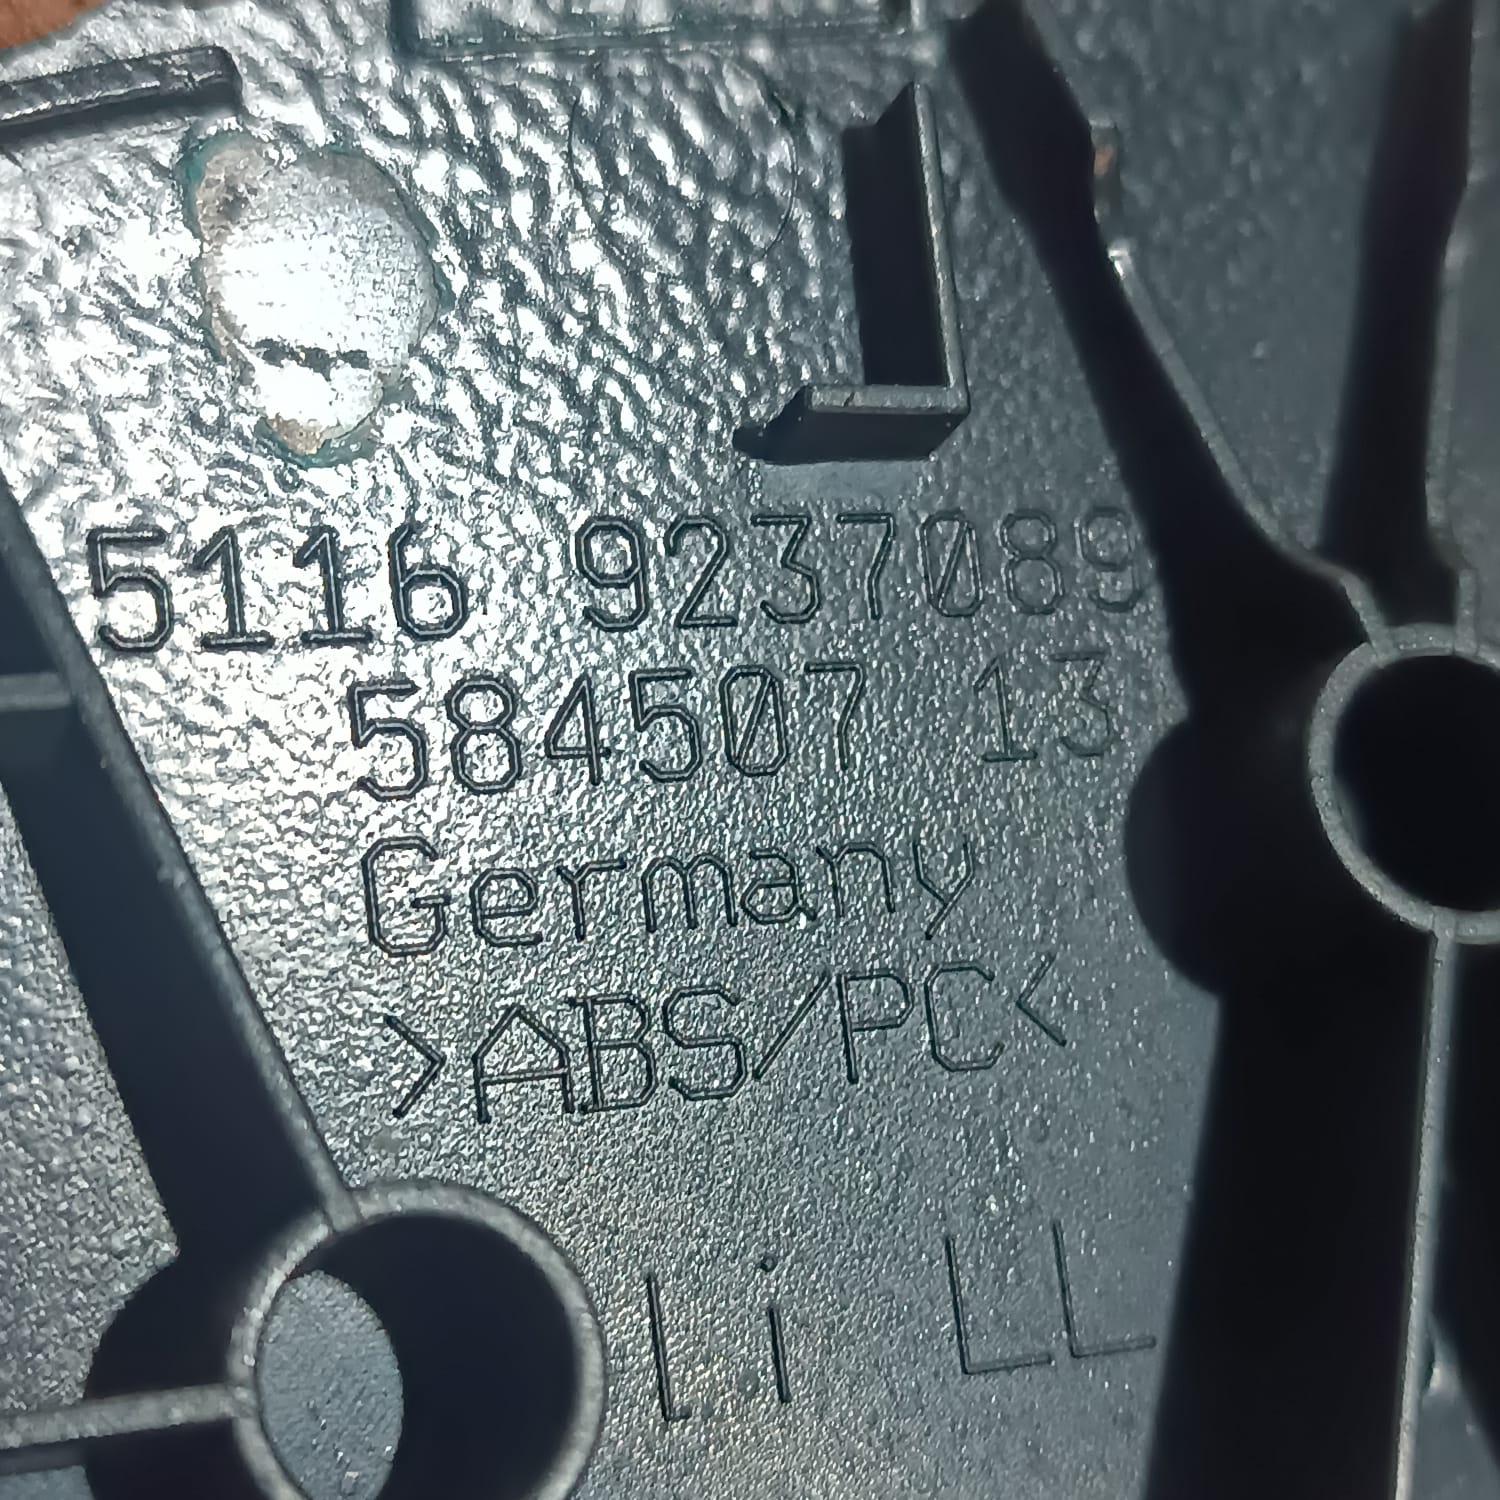 5116 9237089
584507 13
Germany
>ABS/PC<
Li LL